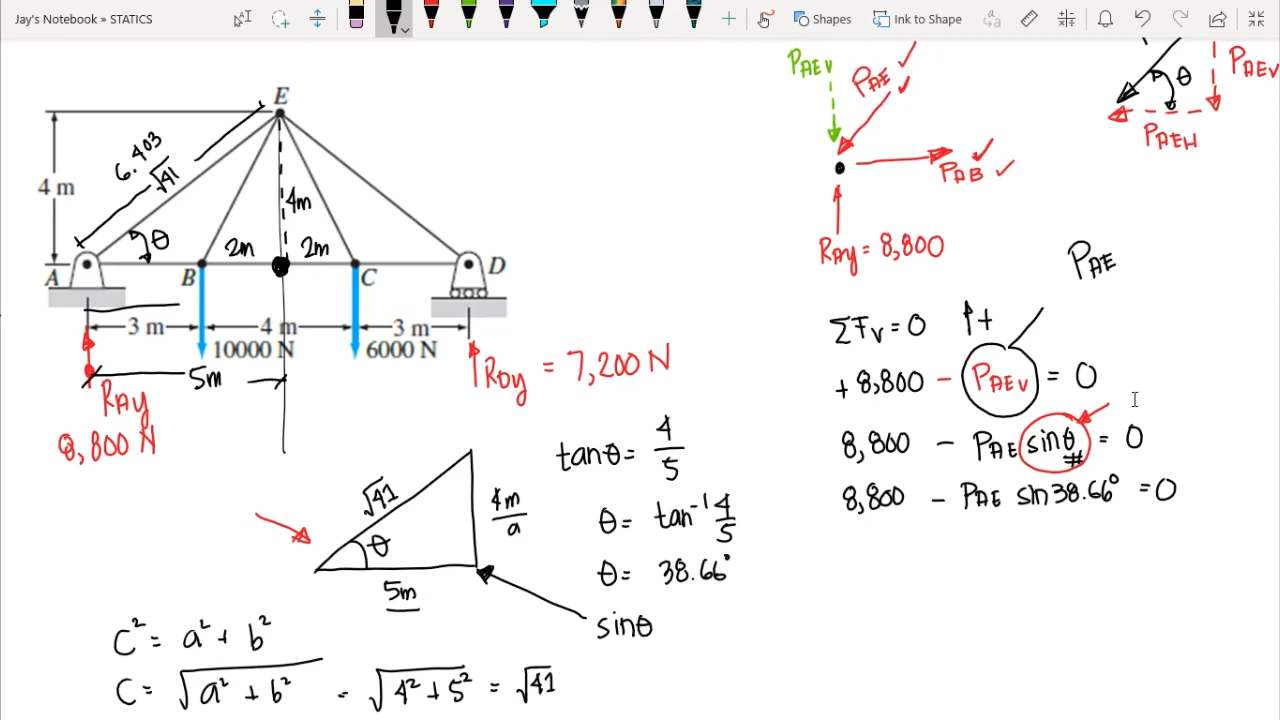 Jay's Notebook » STATICS
Shapes
Ink to Shape
E
6.403
√41
4 m
4m
θ
2m
2m
A
B
C
D
3 m
4 m
3 m
10000 N
6000 N
5m
RAy
8,800 N
RDy = 7,200 N
√41
4m
a
θ
5m
sinθ
tanθ = 4/5
θ = tan⁻¹ 4/5
θ = 38.66°
C² = a² + b²
C = √a² + b² = √4² + 5² = √41
PAEV
PAE
PAB
RAy = 8,800
θ
PAEV
PAEH
PAE
ΣFv = 0 ↑+
+ 8,800 − PAEV = 0
8,800 − PAE sinθ = 0
8,800 − PAE sin38.66° = 0